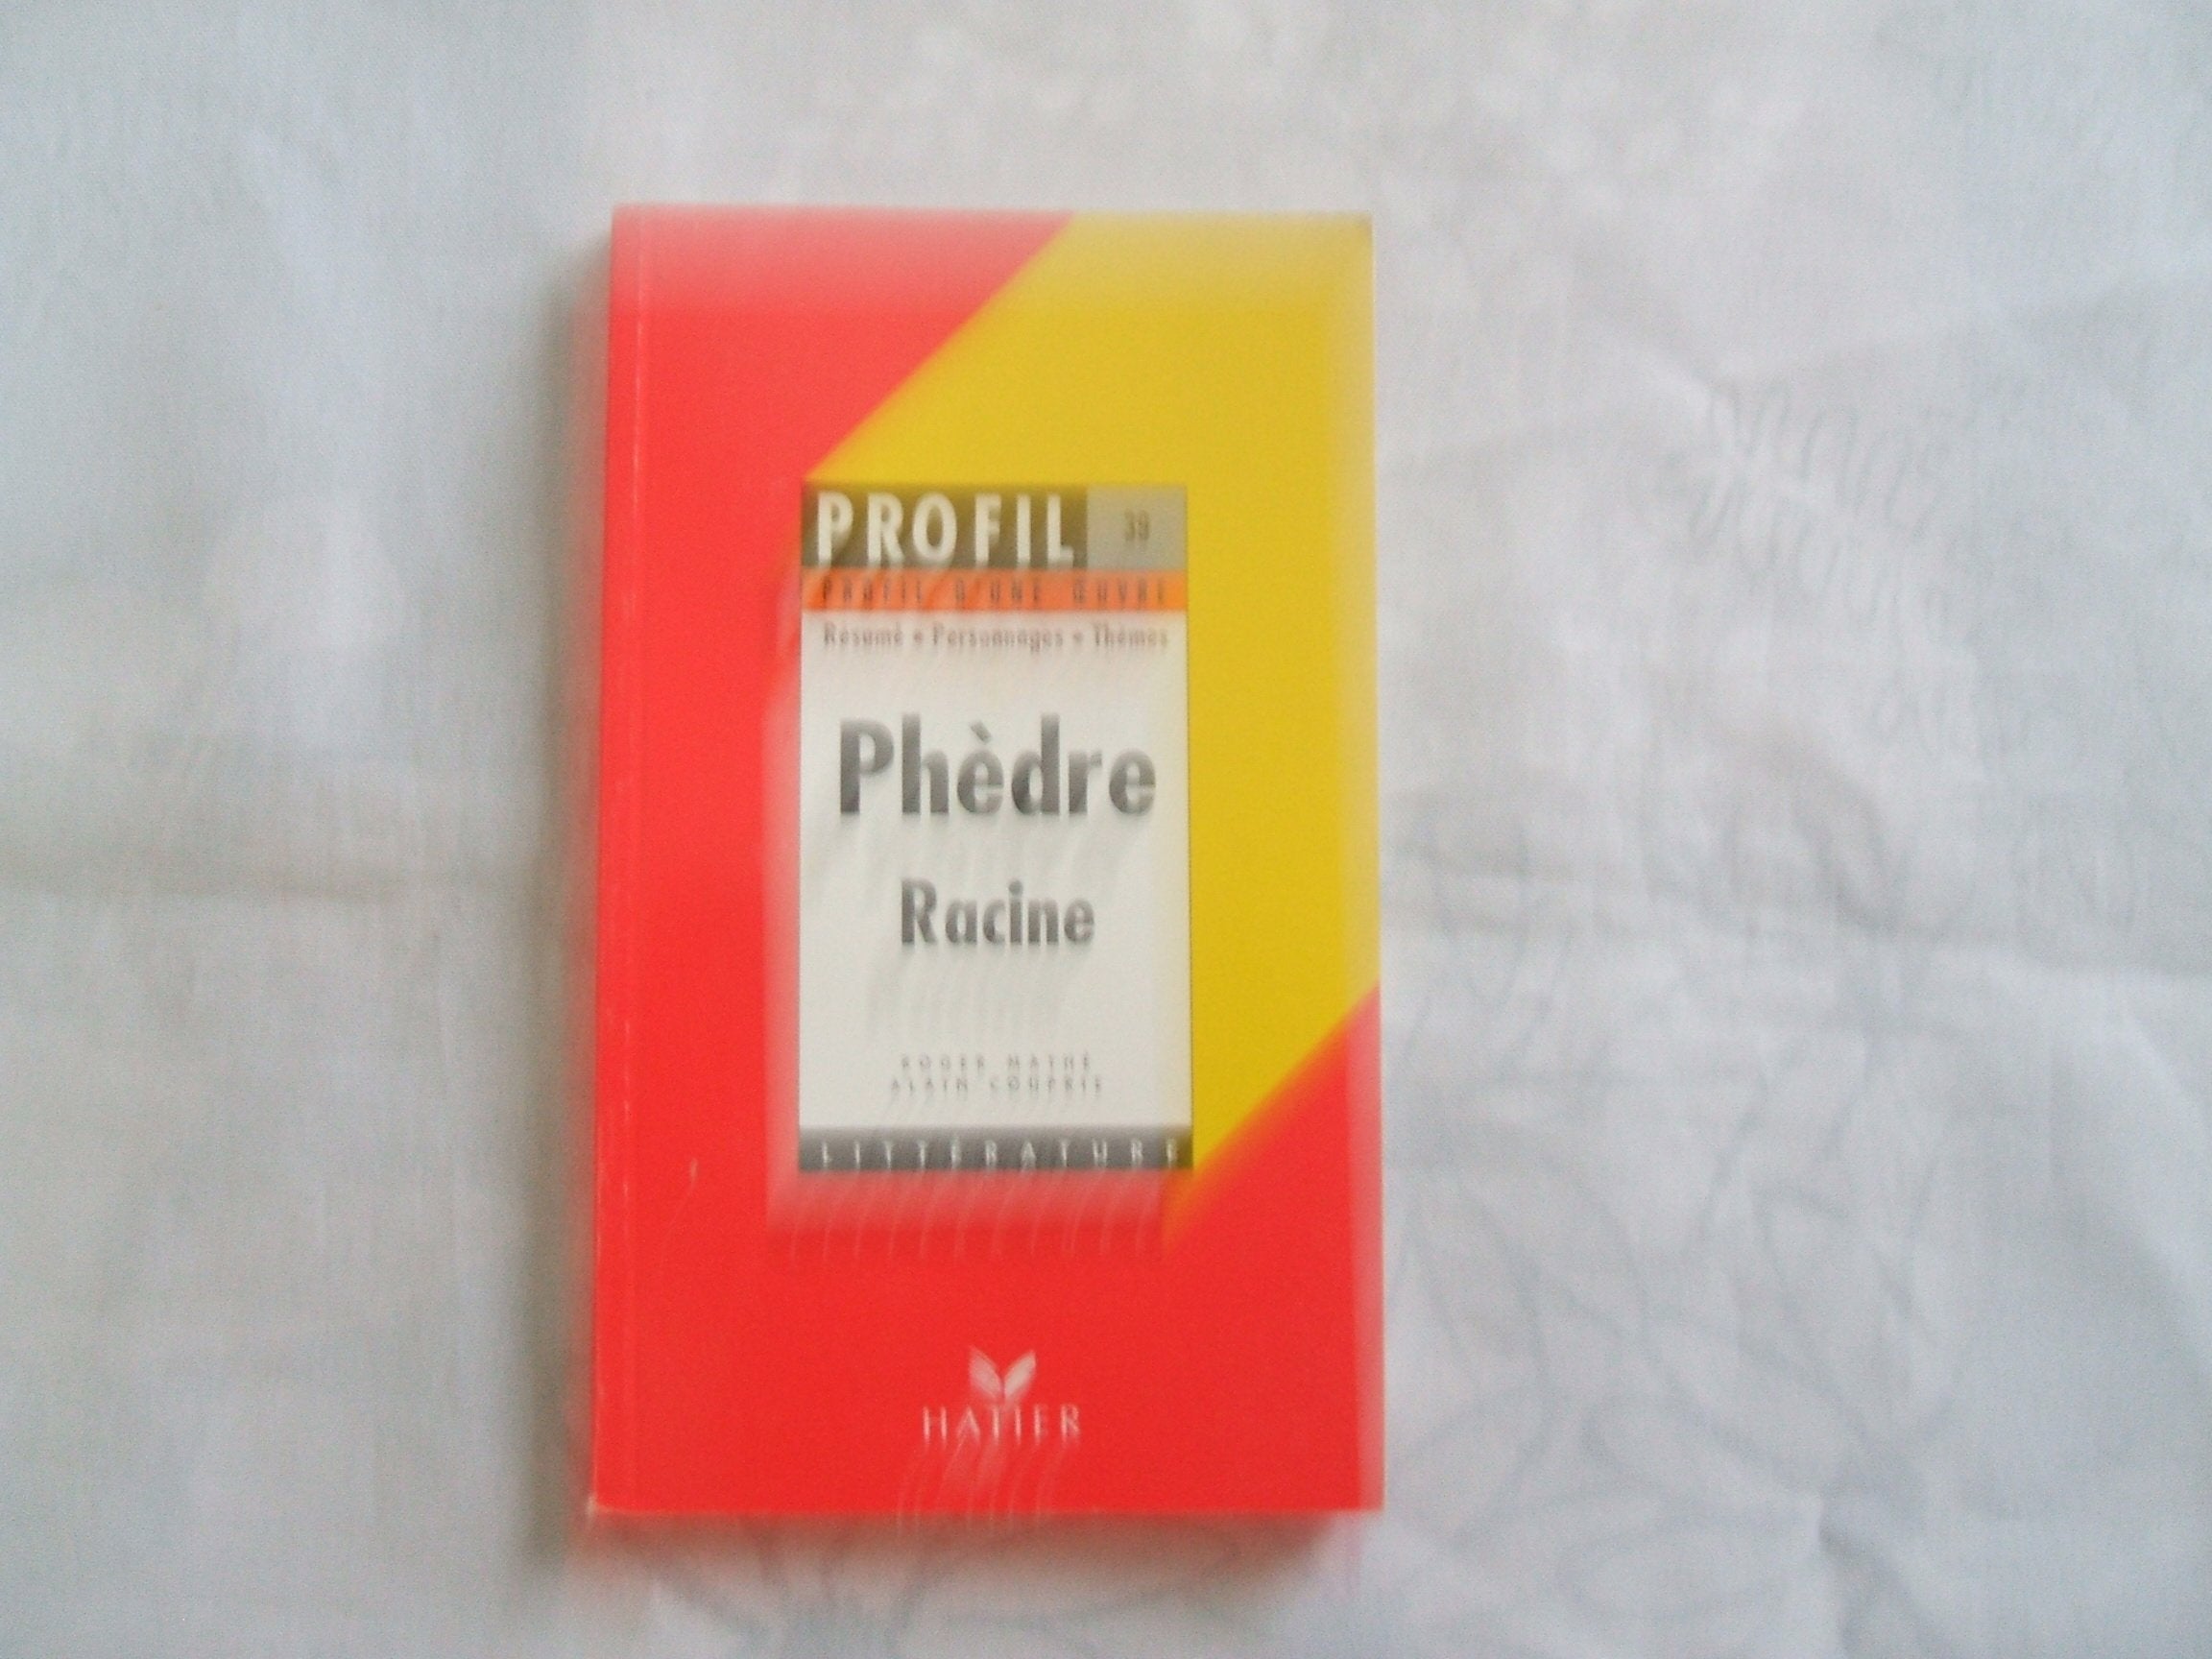 PROFIL 39
PROFIL D'UNE ŒUVRE
Résumé • Personnages • Thèmes
Phèdre
Racine
ROGER MATHÉ
ALAIN COUPRIE
LITTÉRATURE
HATIER